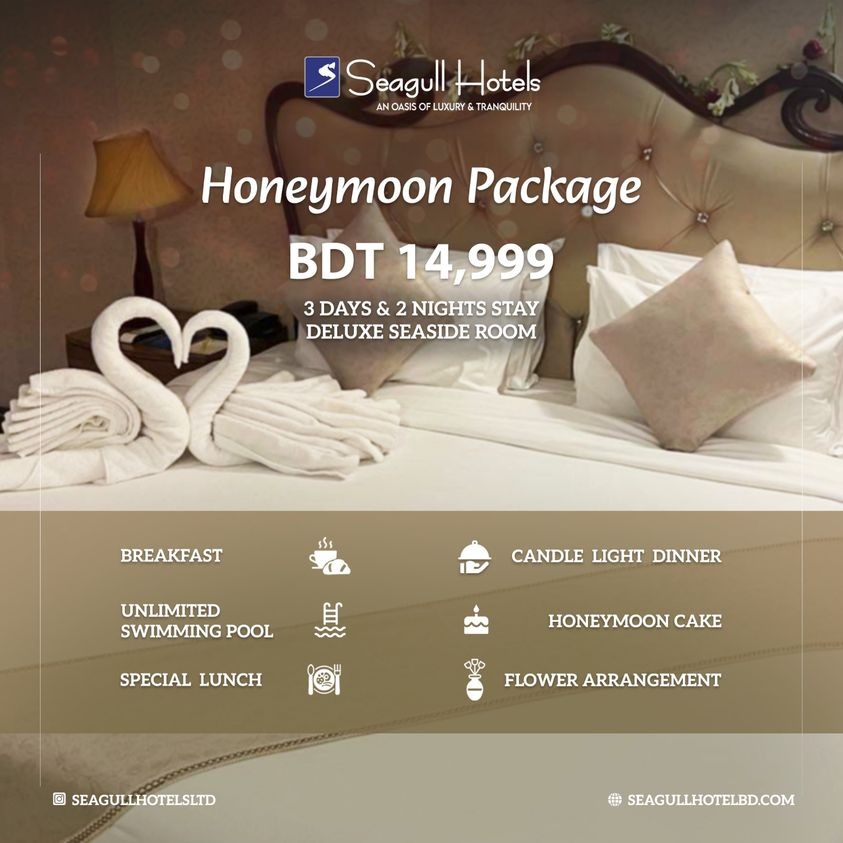 Seagull Hotels
AN OASIS OF LUXURY & TRANQUILITY
Honeymoon Package
BDT 14,999
3 DAYS & 2 NIGHTS STAY
DELUXE SEASIDE ROOM
BREAKFAST
CANDLE LIGHT DINNER
UNLIMITED
SWIMMING POOL
HONEYMOON CAKE
SPECIAL LUNCH
FLOWER ARRANGEMENT
SEAGULLHOTELSLTD
SEAGULLHOTELBD.COM